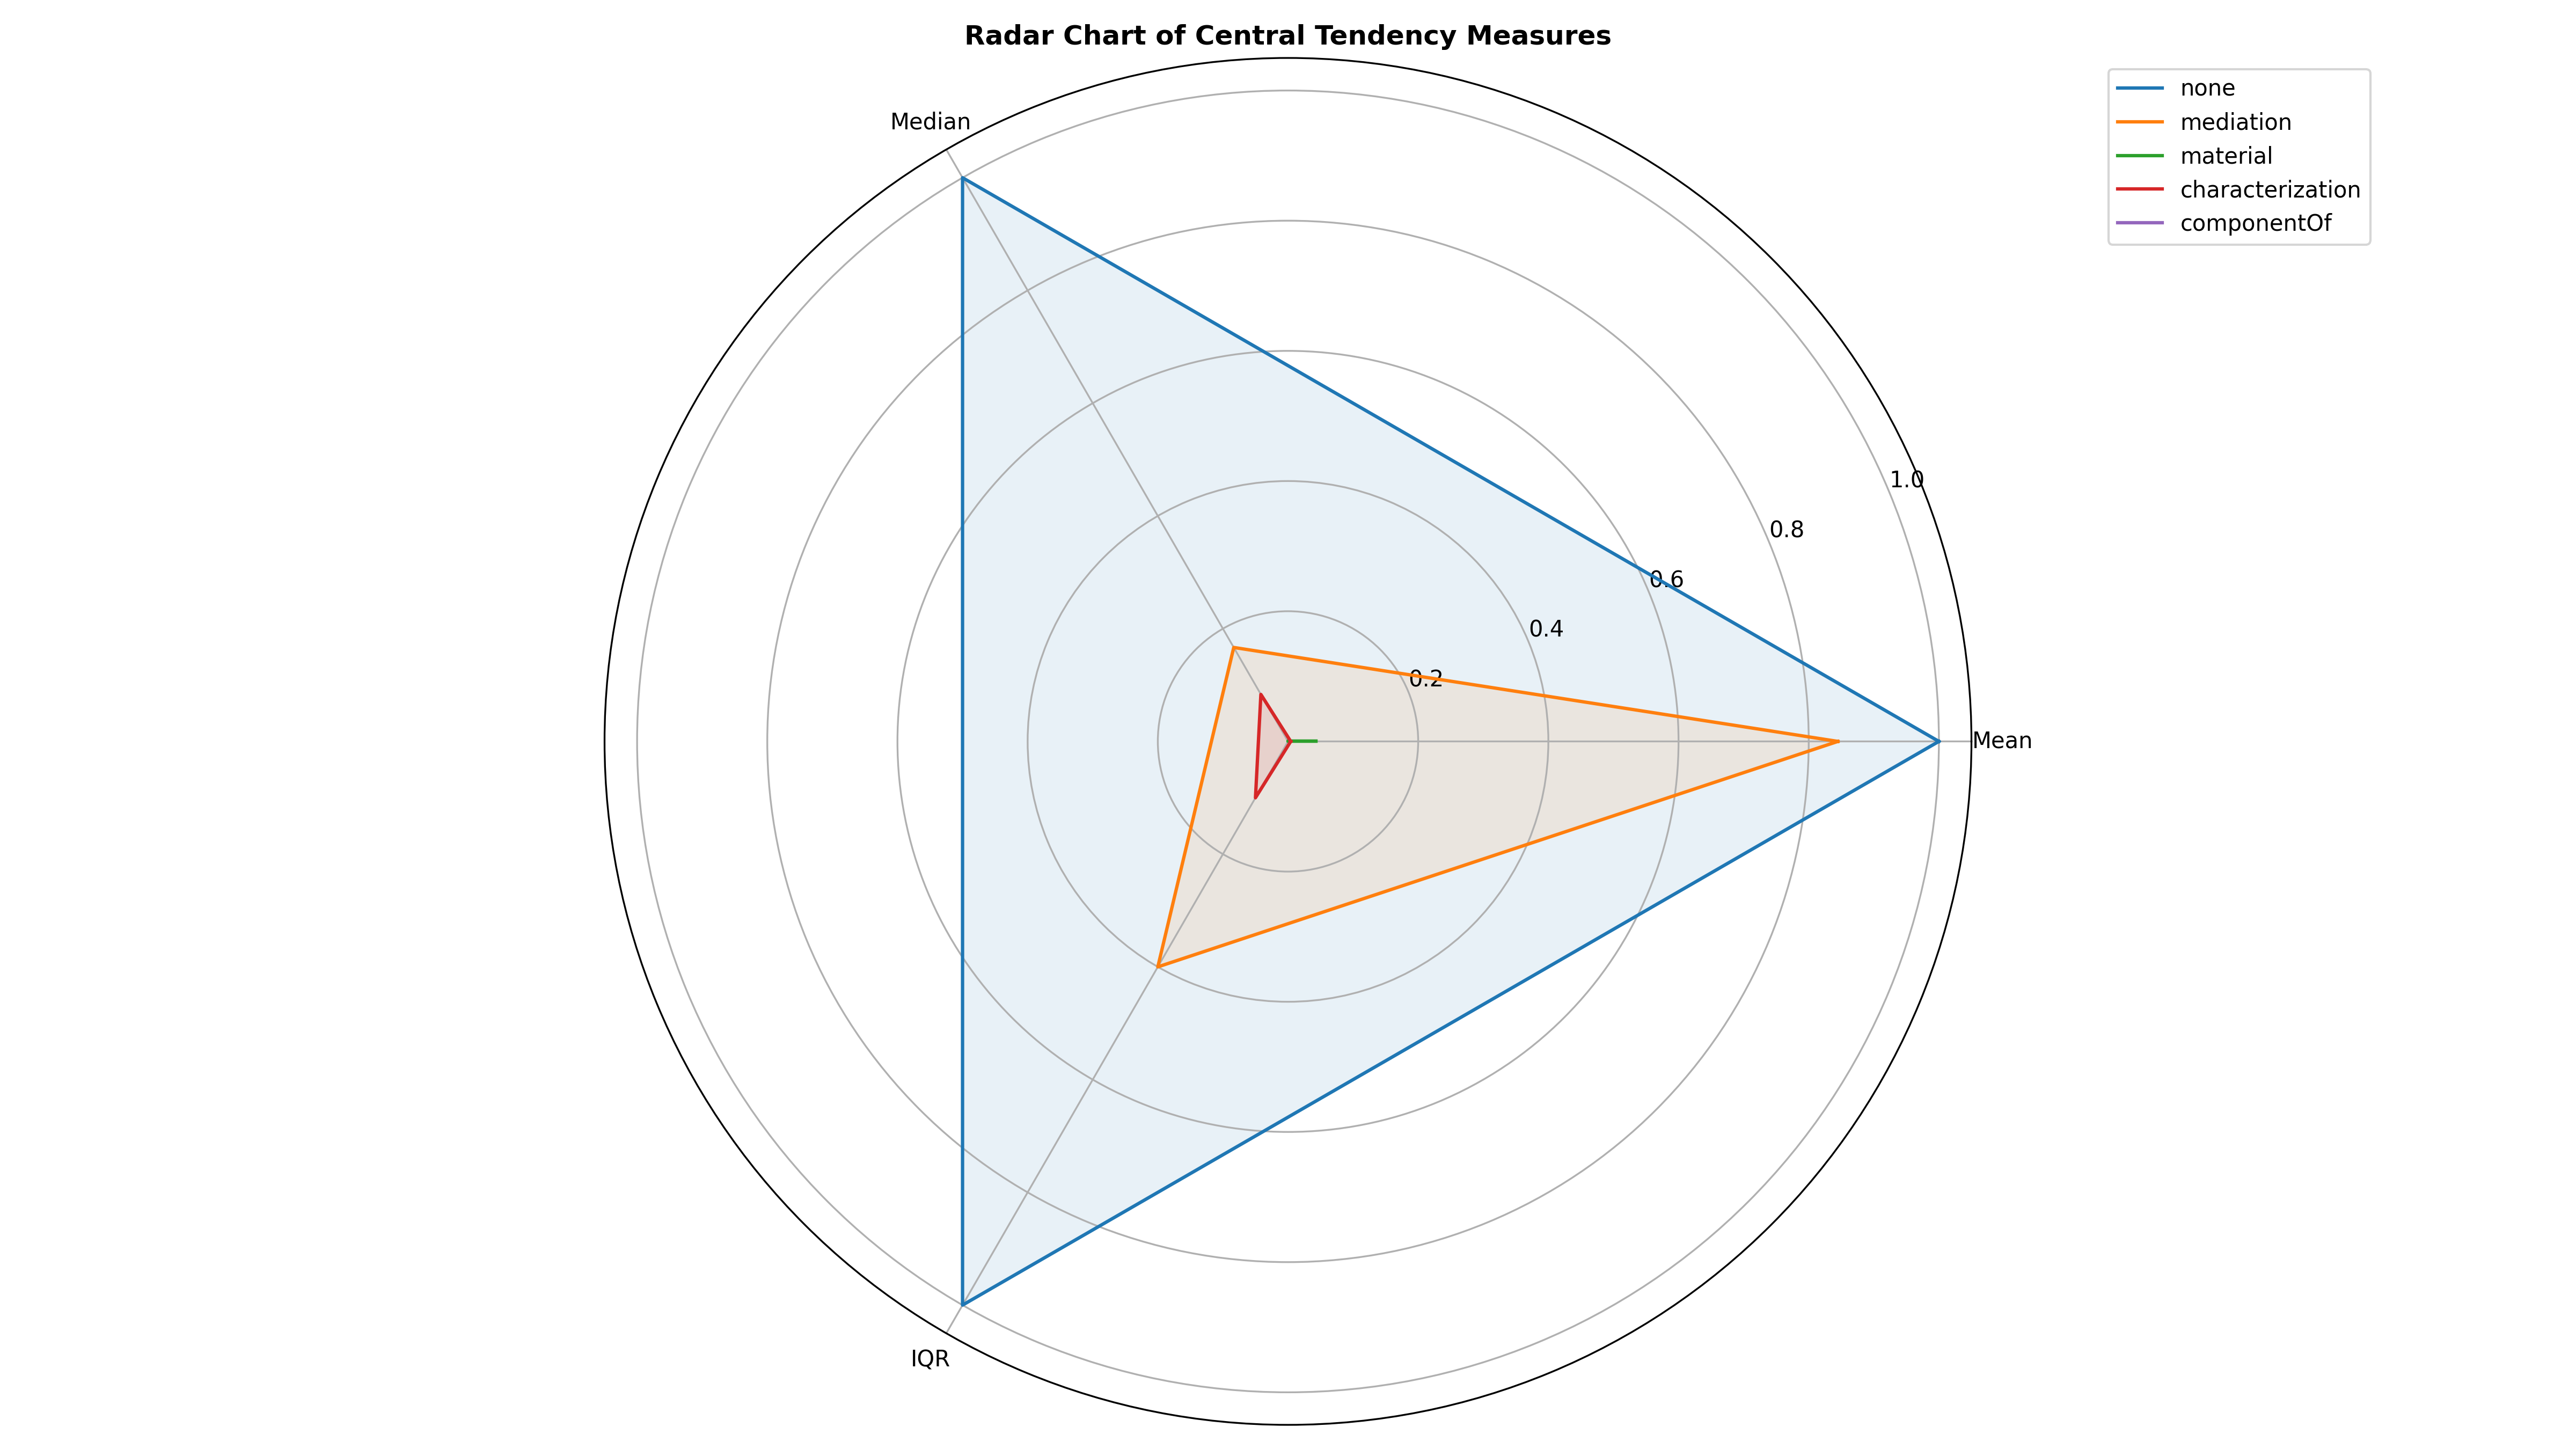 Radar Chart of Central Tendency Measures
none
mediation
material
characterization
componentOf
Median
1.0
0.8
0.6
0.4
0.2
Mean
IQR